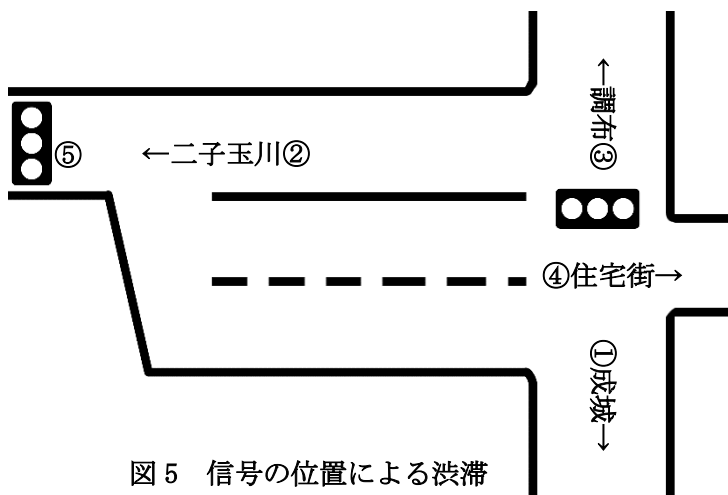 ←調布③
⑤
←二子玉川②
④住宅街→
①成城→
図5 信号の位置による渋滞